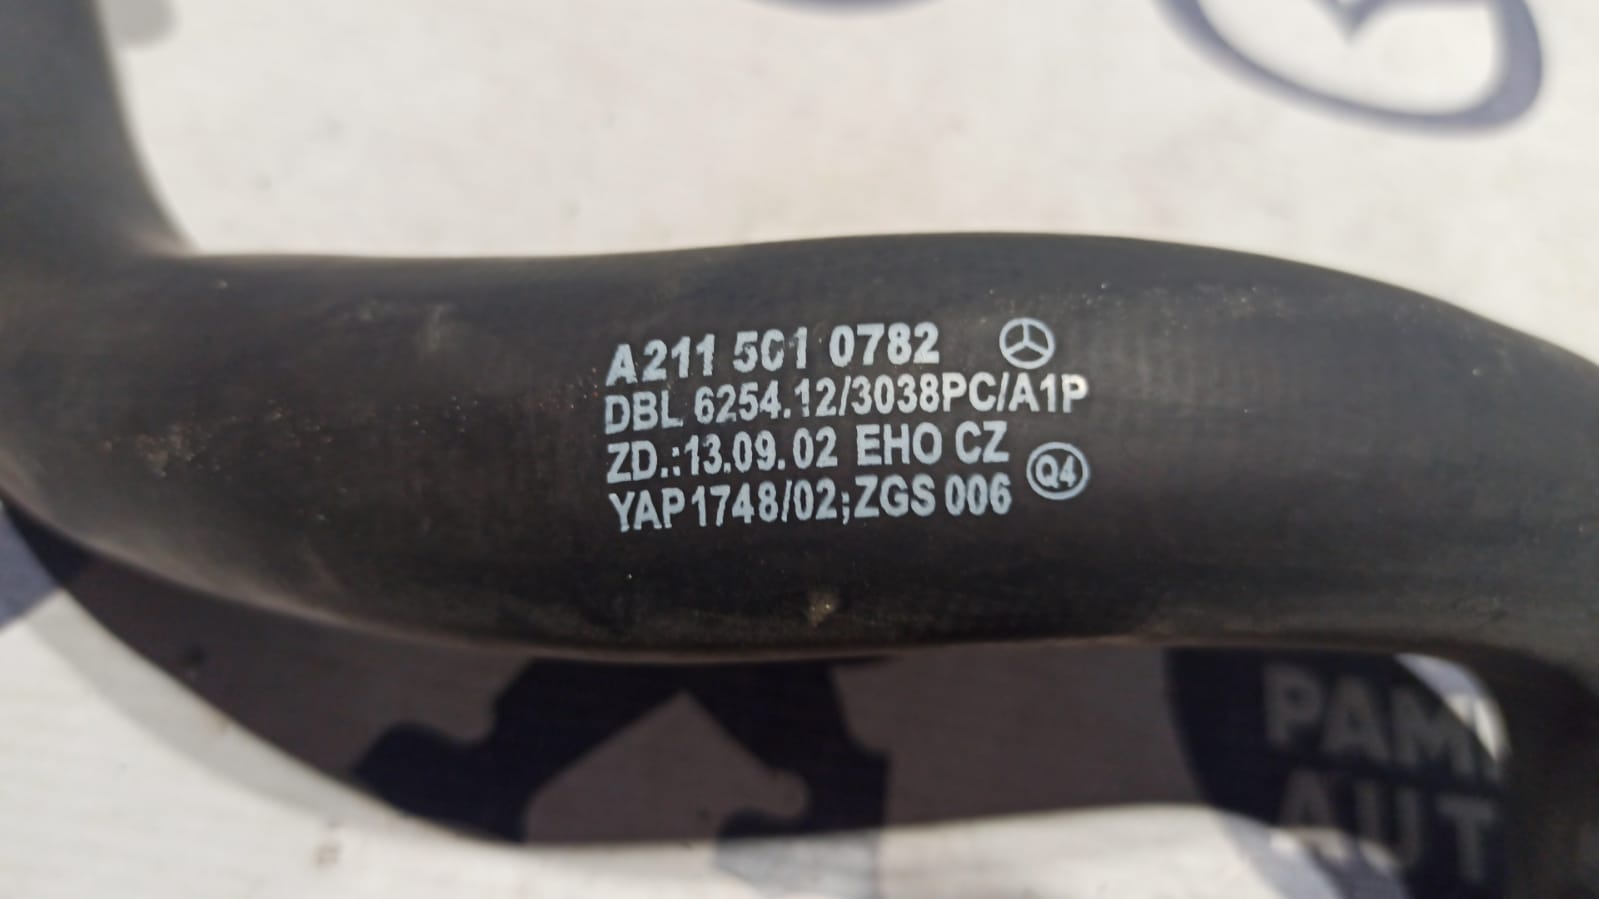 A211 501 0782
DBL 6254.12/3038PC/A1P
ZD.:13.09.02 EHO CZ
Q4
YAP1748/02;ZGS 006